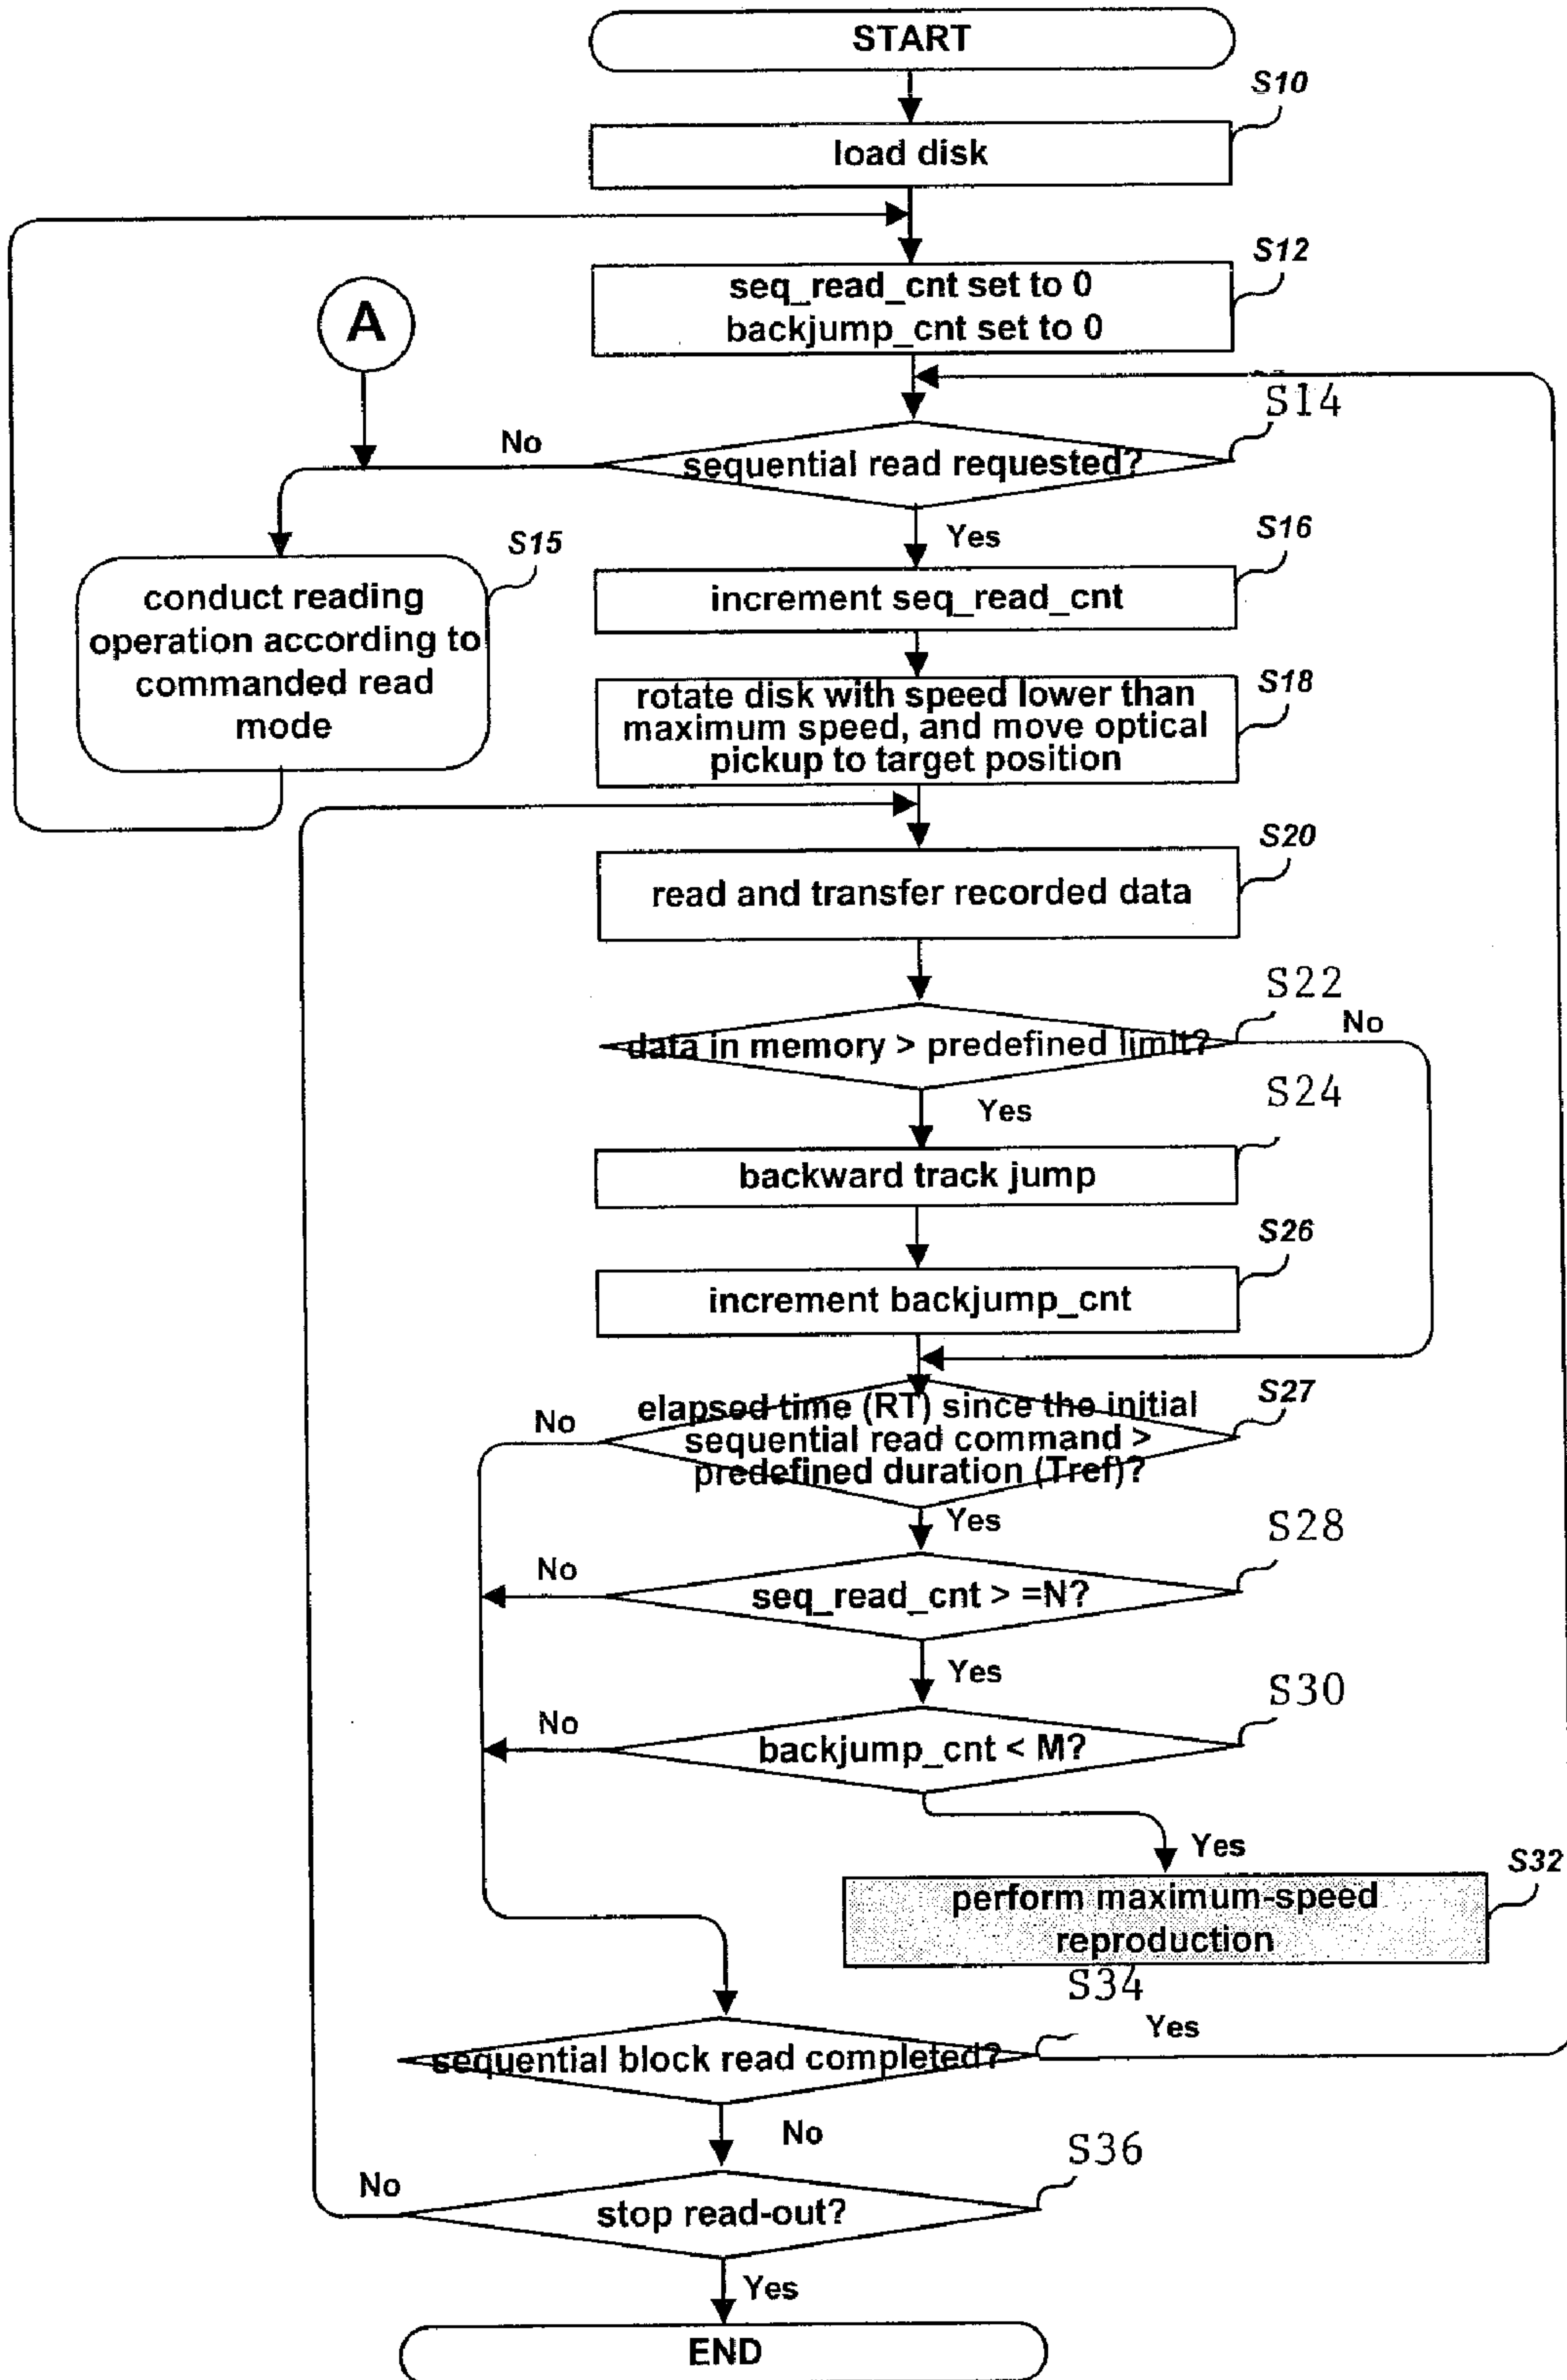 START
S10
load disk
S12
seq_read_cnt set to 0
backjump_cnt set to 0
A
S14
No
sequential read requested?
Yes
S16
S15
increment seq_read_cnt
conduct reading
operation according to
commanded read
mode
S18
rotate disk with speed lower than
maximum speed, and move optical
pickup to target position
S20
read and transfer recorded data
S22
No
data in memory > predefined limit?
Yes
S24
backward track jump
S26
increment backjump_cnt
S27
No
elapsed time (RT) since the initial
sequential read command >
predefined duration (Tref)?
Yes
S28
No
seq_read_cnt > =N?
Yes
S30
No
backjump_cnt < M?
Yes
S32
perform maximum-speed
reproduction
S34
Yes
sequential block read completed?
No
S36
No
stop read-out?
Yes
END